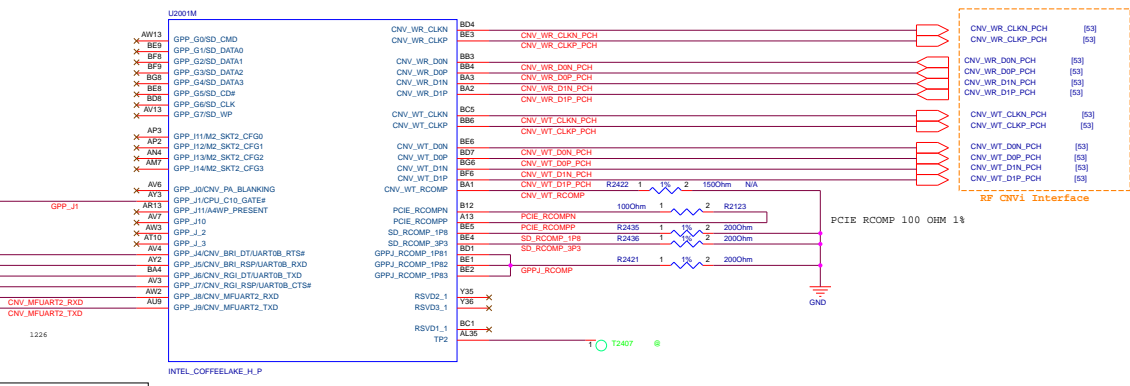 U2001M
AW13 GPP_G0/SD_CMD
BE9 GPP_G1/SD_DATA0
BF8 GPP_G2/SD_DATA1
BF9 GPP_G3/SD_DATA2
BG8 GPP_G4/SD_DATA3
BE8 GPP_G5/SD_CD#
BD8 GPP_G6/SD_CLK
AV13 GPP_G7/SD_WP
AP3 GPP_I11/M2_SKT2_CFG0
AP2 GPP_I12/M2_SKT2_CFG1
AN4 GPP_I13/M2_SKT2_CFG2
AM7 GPP_I14/M2_SKT2_CFG3
AV6 GPP_J0/CNV_PA_BLANKING
GPP_J1 AY3 GPP_J1/CPU_C10_GATE#
AR13 GPP_J11/A4WP_PRESENT
AV7 GPP_J10
AW3 GPP_J_2
AT10 GPP_J_3
AV4 GPP_J4/CNV_BRI_DT/UART0B_RTS#
AY2 GPP_J5/CNV_BRI_RSP/UART0B_RXD
BA4 GPP_J6/CNV_RGI_DT/UART0B_TXD
AV3 GPP_J7/CNV_RGI_RSP/UART0B_CTS#
CNV_MFUART2_RXD AW2 GPP_J8/CNV_MFUART2_RXD
CNV_MFUART2_TXD AU9 GPP_J9/CNV_MFUART2_TXD
1226
CNV_WR_CLKN BD4 CNV_WR_CLKN_PCH
CNV_WR_CLKP BE3 CNV_WR_CLKP_PCH
CNV_WR_D0N BB3 CNV_WR_D0N_PCH
CNV_WR_D0P BB4 CNV_WR_D0P_PCH
CNV_WR_D1N BA3 CNV_WR_D1N_PCH
CNV_WR_D1P BA2 CNV_WR_D1P_PCH
CNV_WT_CLKN BC5 CNV_WT_CLKN_PCH
CNV_WT_CLKP BB6 CNV_WT_CLKP_PCH
CNV_WT_D0N BE6 CNV_WT_D0N_PCH
CNV_WT_D0P BD7 CNV_WT_D0P_PCH
CNV_WT_D1N BG6 CNV_WT_D1N_PCH
CNV_WT_D1P BF6 CNV_WT_D1P_PCH
CNV_WT_RCOMP BA1 CNV_WT_RCOMP R2422 1 1% 2 150Ohm N/A
PCIE_RCOMPN B12 PCIE_RCOMPN 100Ohm 1 1% 2 R2123
PCIE_RCOMPP A13 PCIE_RCOMPP
SD_RCOMP_1P8 BE5 SD_RCOMP_1P8 R2435 1 1% 2 200Ohm
SD_RCOMP_3P3 BE4 SD_RCOMP_3P3 R2436 1 1% 2 200Ohm
GPPJ_RCOMP_1P81 BD1
GPPJ_RCOMP_1P82 BE1 GPPJ_RCOMP R2421 1 1% 2 200Ohm
GPPJ_RCOMP_1P83 BE2
RSVD2_1 Y35
RSVD3_1 Y36
RSVD1_1 BC1
TP2 AL35 1 T2407 @
INTEL_COFFEELAKE_H_P
GND
PCIE RCOMP 100 OHM 1%
CNV_WR_CLKN_PCH [53]
CNV_WR_CLKP_PCH [53]
CNV_WR_D0N_PCH [53]
CNV_WR_D0P_PCH [53]
CNV_WR_D1N_PCH [53]
CNV_WR_D1P_PCH [53]
CNV_WT_CLKN_PCH [53]
CNV_WT_CLKP_PCH [53]
CNV_WT_D0N_PCH [53]
CNV_WT_D0P_PCH [53]
CNV_WT_D1N_PCH [53]
CNV_WT_D1P_PCH [53]
RF CNVi Interface